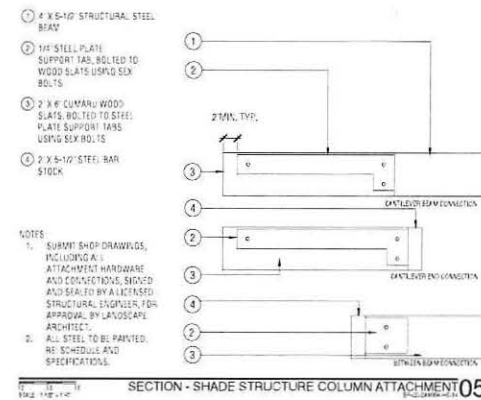 1 4' X 5-1/2' STRUCTURAL STEEL
BEAM
2 1/4" STEEL PLATE
SUPPORT TAB, BOLTED TO
WOOD SLATS USING SEX
BOLTS
3 2' X 6' CUMARU WOOD
SLATS, BOLTED TO STEEL
PLATE SUPPORT TABS
USING SEX BOLTS
4 2' X 5-1/2' STEEL BAR
STOCK
NOTES
1. SUBMIT SHOP DRAWINGS,
INCLUDING ALL
ATTACHMENT HARDWARE
AND CONNECTIONS, SIGNED
AND SEALED BY A LICENSED
STRUCTURAL ENGINEER, FOR
APPROVAL BY LANDSCAPE
ARCHITECT.
2. ALL STEEL TO BE PAINTED.
RE: SCHEDULE AND
SPECIFICATIONS.
1
2
2" MIN. TYP.
3
CANTILEVER BEAM CONNECTION
4
2
3
CANTILEVER END CONNECTION
4
2
3
BETWEEN BEAM CONNECTION
SECTION - SHADE STRUCTURE COLUMN ATTACHMENT 05